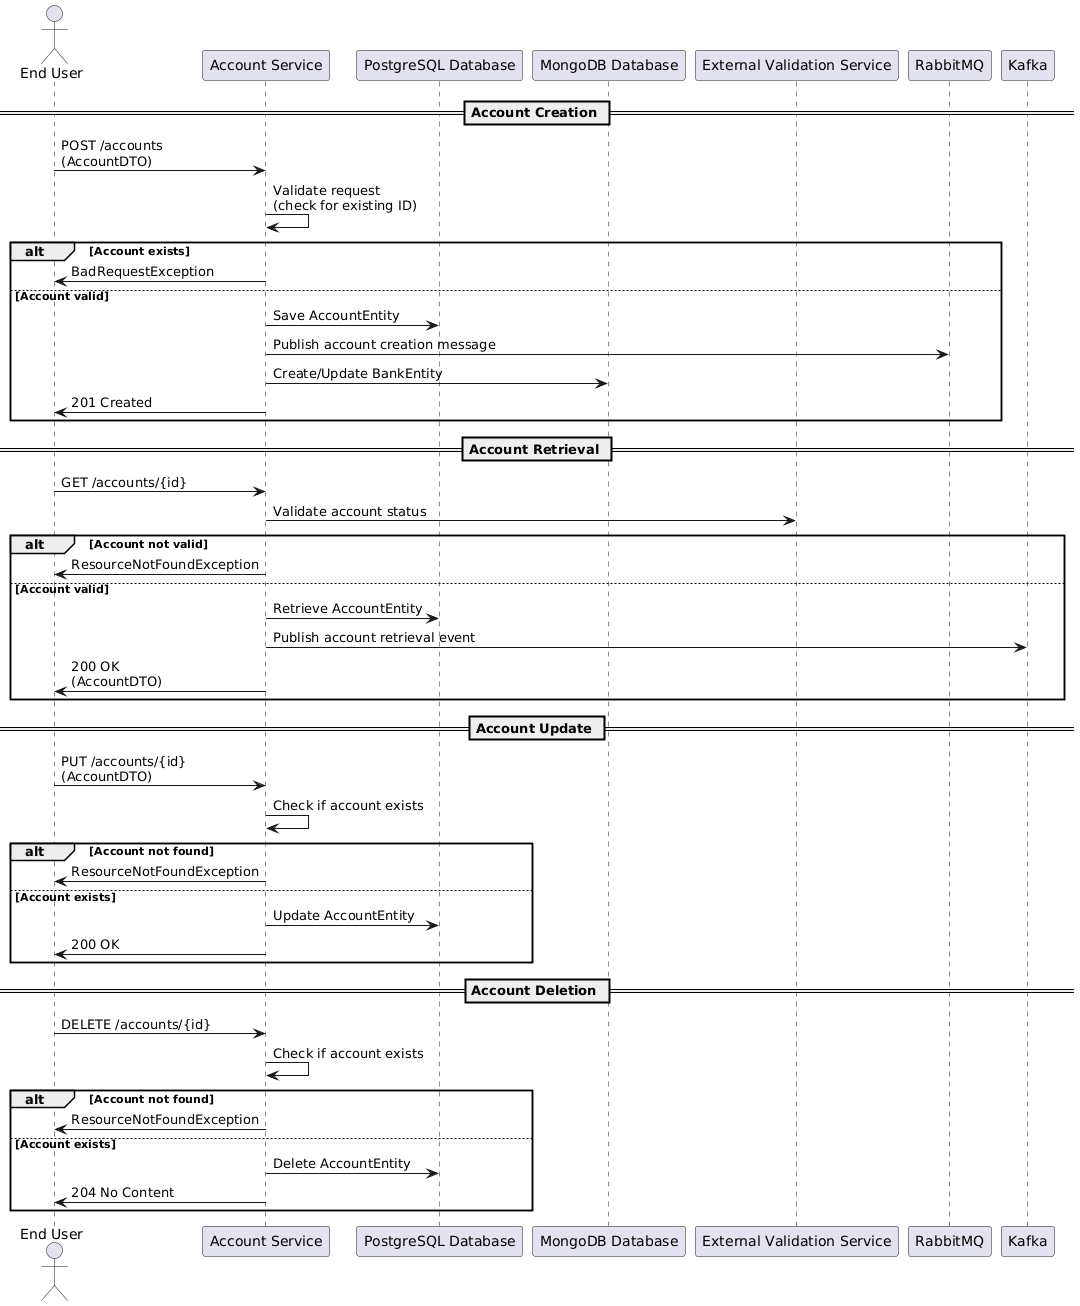 End User
Account Service
PostgreSQL Database
MongoDB Database
External Validation Service
RabbitMQ
Kafka
Account Creation
POST /accounts
(AccountDTO)
Validate request
(check for existing ID)
alt
[Account exists]
BadRequestException
[Account valid]
Save AccountEntity
Publish account creation message
Create/Update BankEntity
201 Created
Account Retrieval
GET /accounts/{id}
Validate account status
alt
[Account not valid]
ResourceNotFoundException
[Account valid]
Retrieve AccountEntity
Publish account retrieval event
200 OK
(AccountDTO)
Account Update
PUT /accounts/{id}
(AccountDTO)
Check if account exists
alt
[Account not found]
ResourceNotFoundException
[Account exists]
Update AccountEntity
200 OK
Account Deletion
DELETE /accounts/{id}
Check if account exists
alt
[Account not found]
ResourceNotFoundException
[Account exists]
Delete AccountEntity
204 No Content
End User
Account Service
PostgreSQL Database
MongoDB Database
External Validation Service
RabbitMQ
Kafka